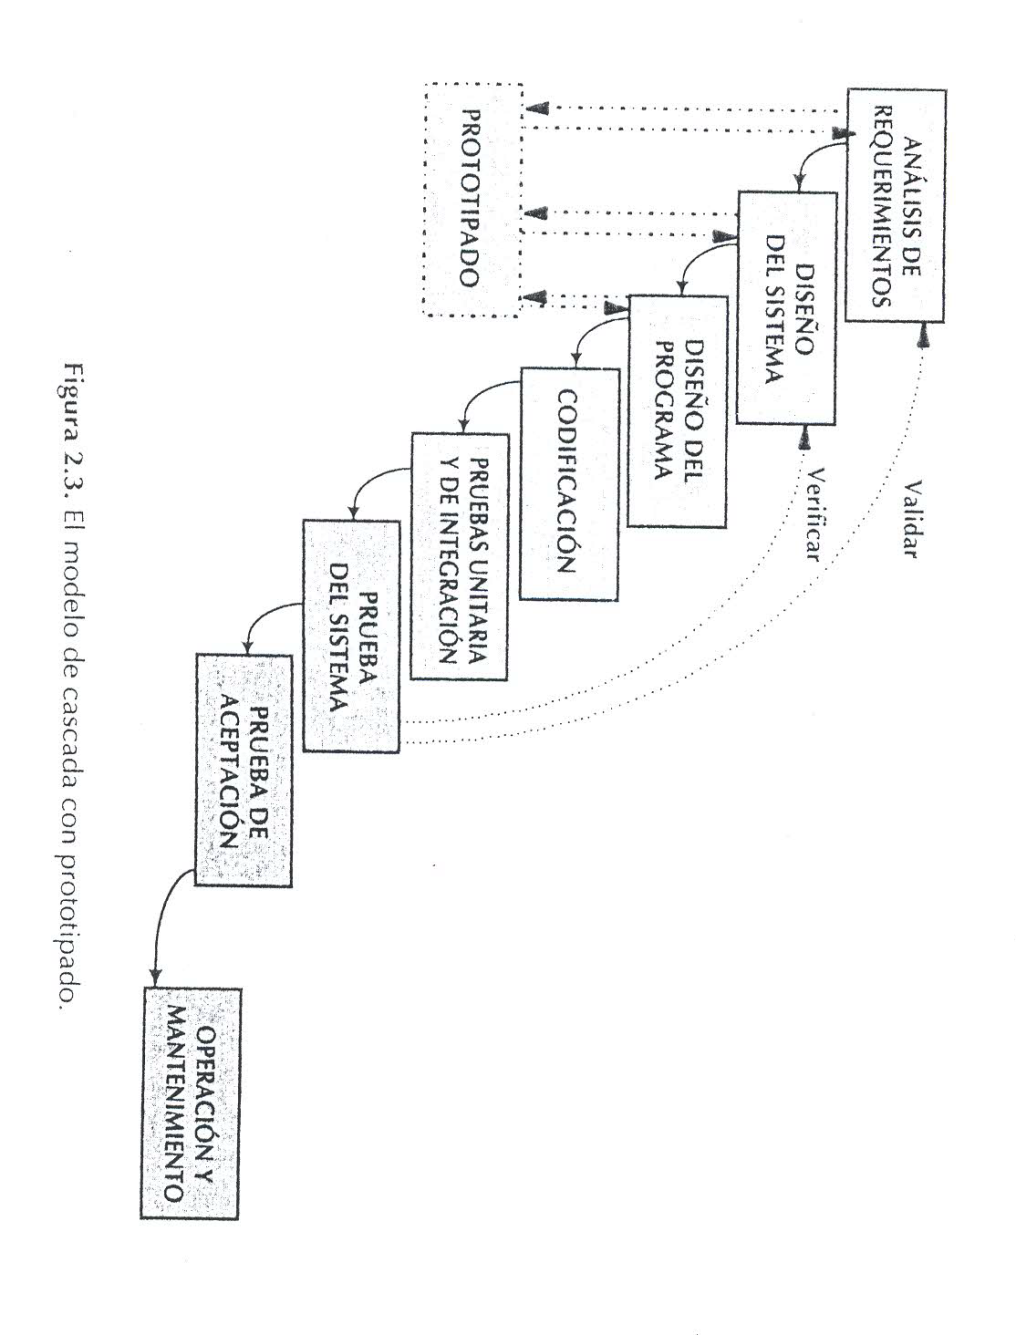 ANÁLISIS DE
REQUERIMIENTOS
Validar
DISEÑO
DEL SISTEMA
Verificar
DISEÑO DEL
PROGRAMA
CODIFICACIÓN
PROTOTIPADO
PRUEBAS UNITARIA
Y DE INTEGRACIÓN
PRUEBA
DEL SISTEMA
PRUEBA DE
ACEPTACIÓN
OPERACIÓN Y
MANTENIMIENTO
Figura 2.3. El modelo de cascada con prototipado.